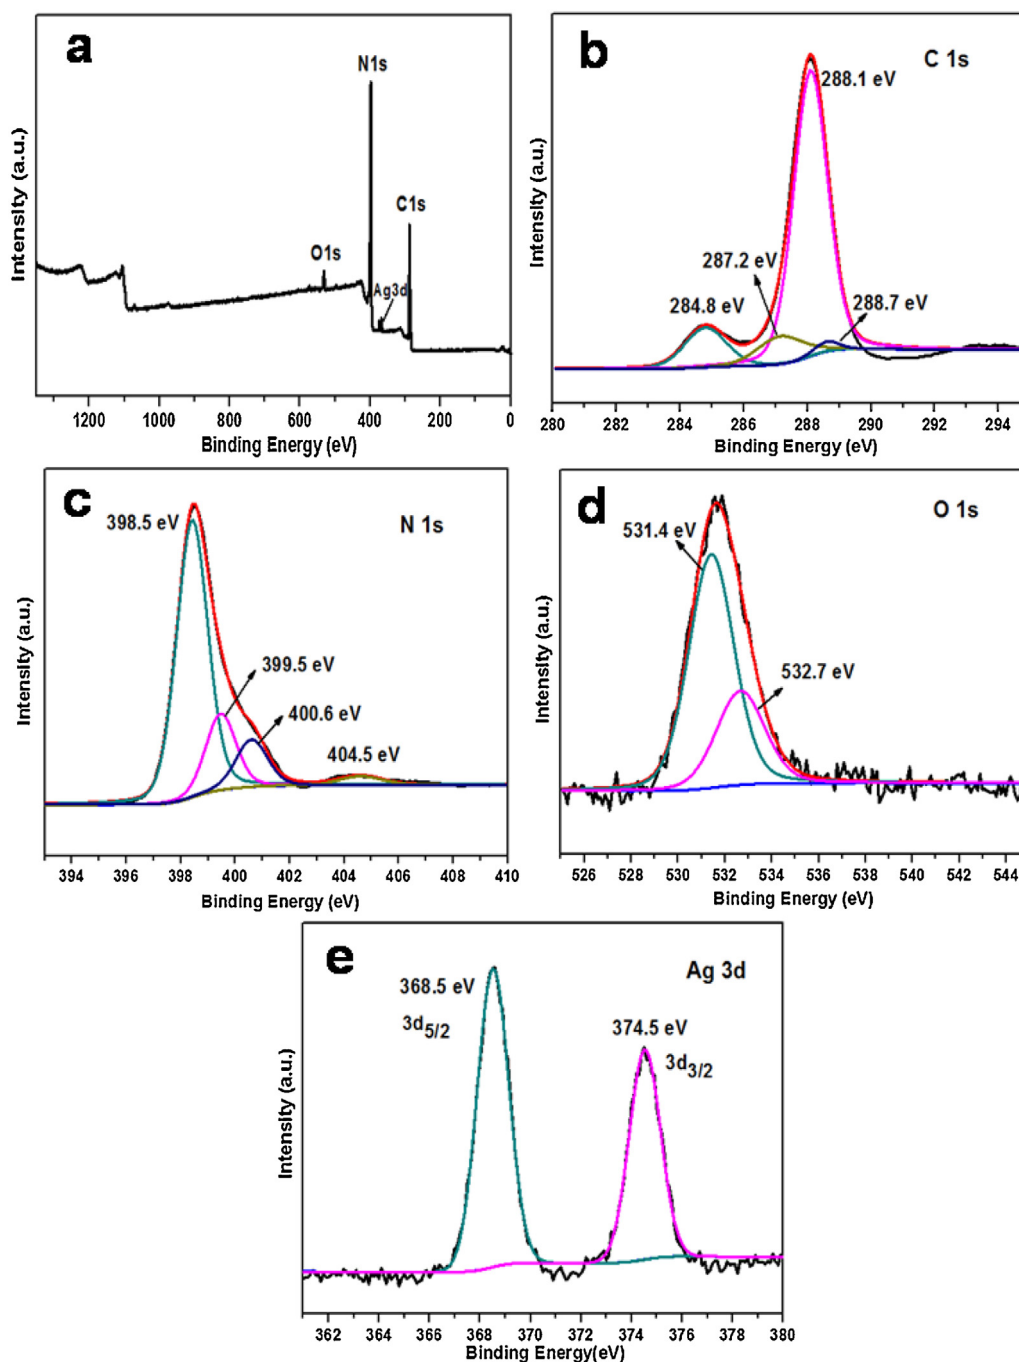 a
N1s
C1s
O1s
Ag3d
Intensity (a.u.)
1200 1000 800 600 400 200 0
Binding Energy (eV)
b
C 1s
288.1 eV
287.2 eV
284.8 eV
288.7 eV
Intensity (a.u.)
280 282 284 286 288 290 292 294
Binding Energy (eV)
c
N 1s
398.5 eV
399.5 eV
400.6 eV
404.5 eV
Intensity (a.u.)
394 396 398 400 402 404 406 408 410
Binding Energy (eV)
d
O 1s
531.4 eV
532.7 eV
Intensity (a.u.)
526 528 530 532 534 536 538 540 542 544
Binding Energy (eV)
e
Ag 3d
368.5 eV
3d5/2
374.5 eV
3d3/2
Intensity (a.u.)
362 364 366 368 370 372 374 376 378 380
Binding Energy(eV)